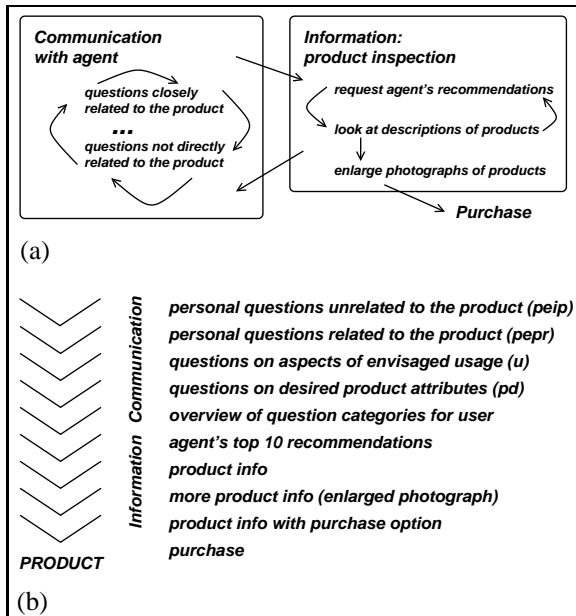 Communication
with agent
questions closely
related to the product
...
questions not directly
related to the product
Information:
product inspection
request agent's recommendations
look at descriptions of products
enlarge photographs of products
Purchase
(a)
Communication
personal questions unrelated to the product (peip)
personal questions related to the product (pepr)
questions on aspects of envisaged usage (u)
questions on desired product attributes (pd)
overview of question categories for user
Information
agent's top 10 recommendations
product info
more product info (enlarged photograph)
product info with purchase option
purchase
PRODUCT
(b)